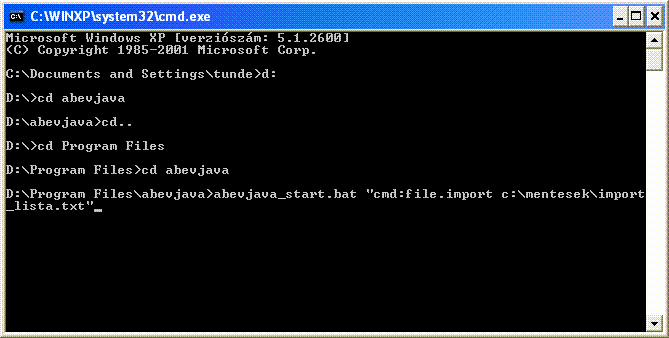 C:\WINXP\system32\cmd.exe
Microsoft Windows XP [verziószám: 5.1.2600]
(C) Copyright 1985-2001 Microsoft Corp.
C:\Documents and Settings\tunde>d:
D:\>cd abevjava
D:\abevjava>cd..
D:\>cd Program Files
D:\Program Files>cd abevjava
D:\Program Files\abevjava>abevjava_start.bat "cmd:file.import c:\mentesek\import
_lista.txt"_